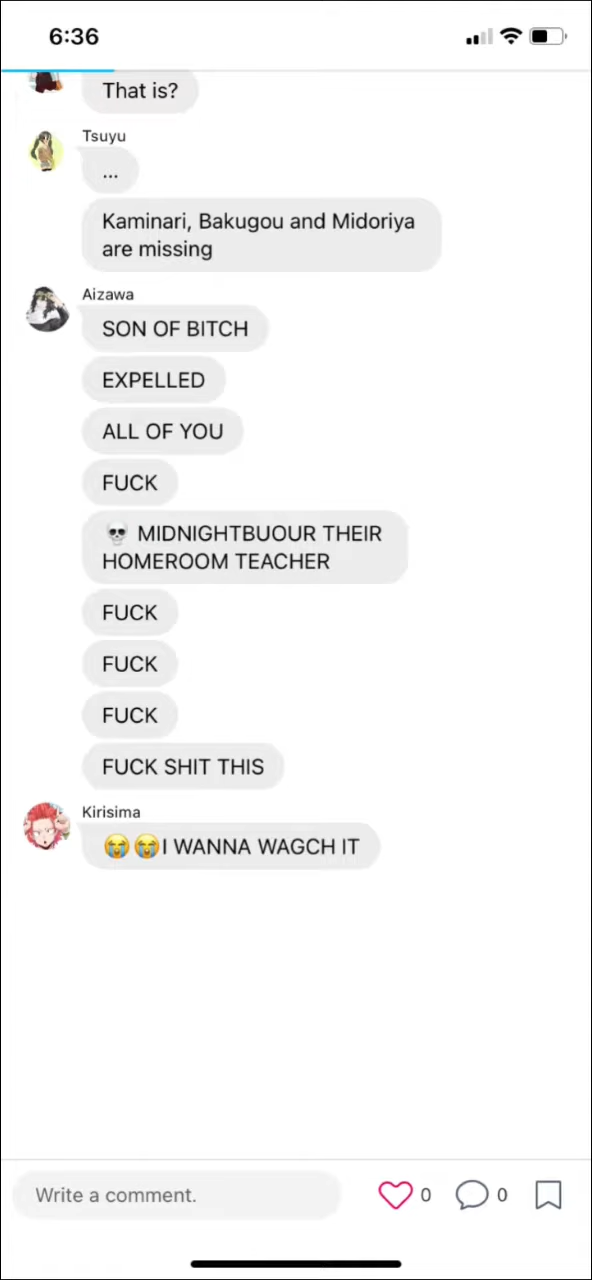 6:36
That is?
Tsuyu
...
Kaminari, Bakugou and Midoriya
are missing
Aizawa
SON OF BITCH
EXPELLED
ALL OF YOU
FUCK
💀 MIDNIGHTBUOUR THEIR
HOMEROOM TEACHER
FUCK
FUCK
FUCK
FUCK SHIT THIS
Kirisima
😭😭I WANNA WAGCH IT
Write a comment.
0
0